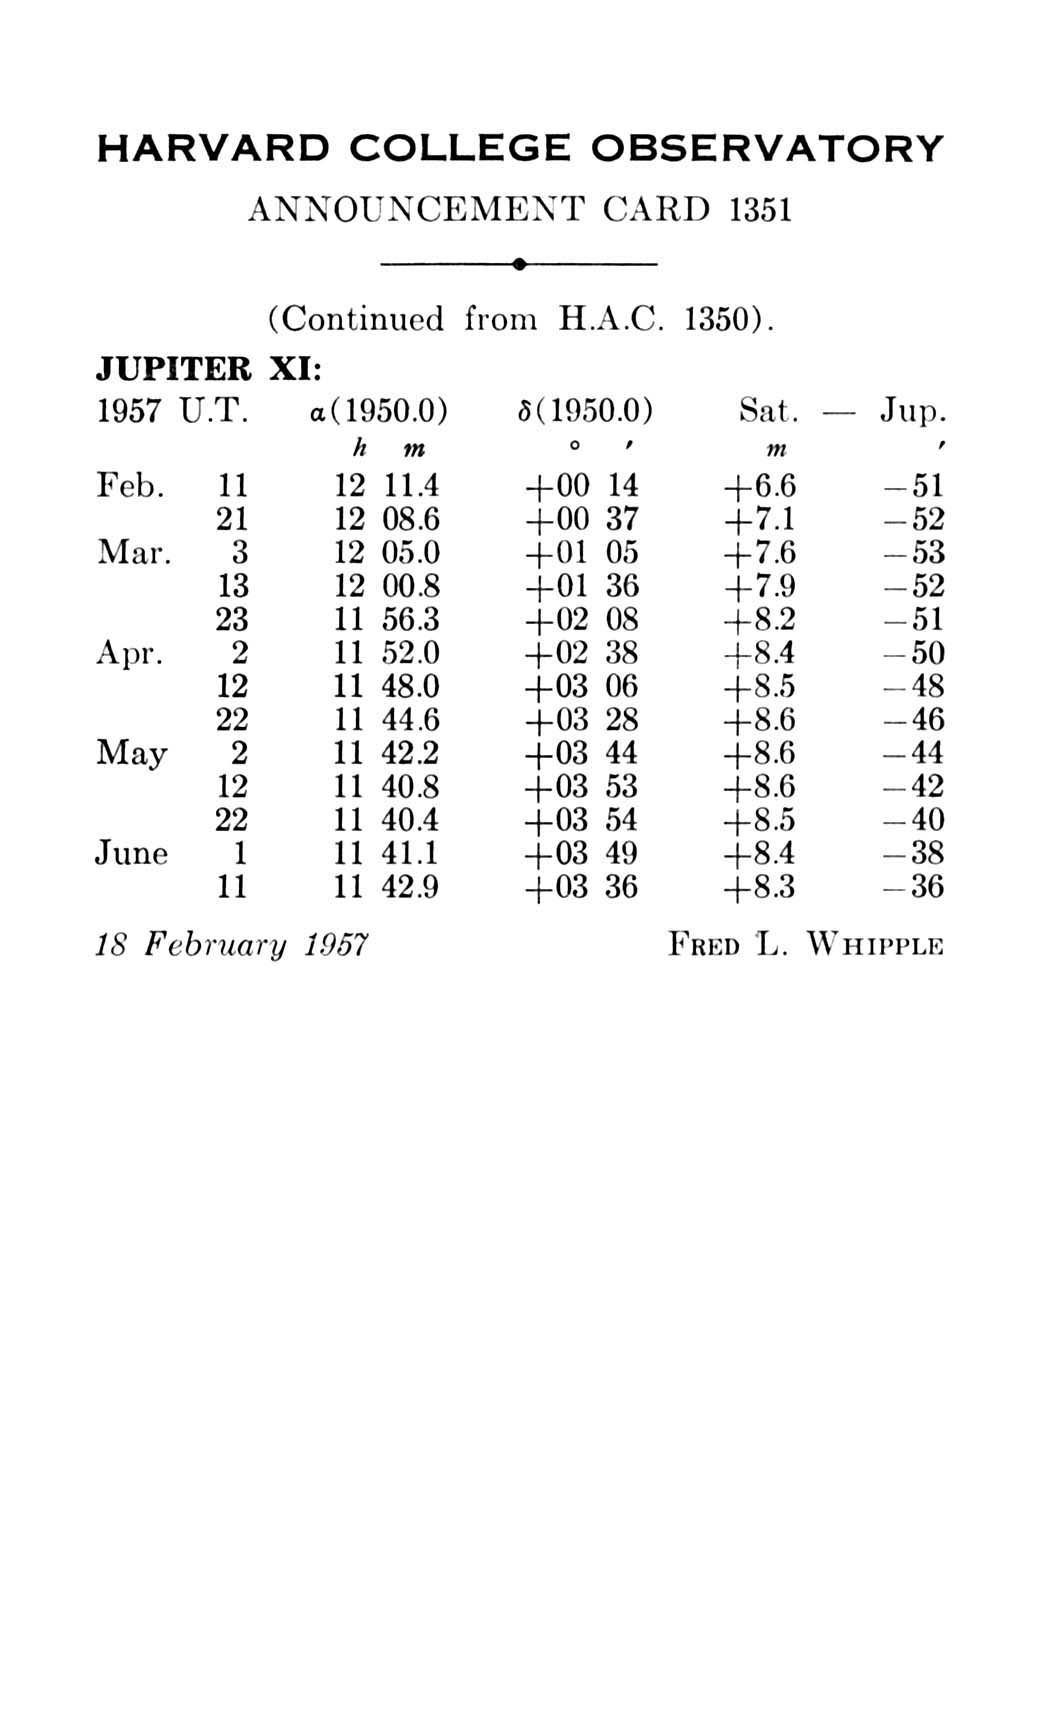 HARVARD COLLEGE OBSERVATORY
ANNOUNCEMENT CARD 1351
(Continued from H.A.C. 1350).
JUPITER XI:
1957 U.T. α(1950.0) δ(1950.0) Sat. — Jup.
h m ° ′ m ′
Feb. 11 12 11.4 +00 14 +6.6 −51
21 12 08.6 +00 37 +7.1 −52
Mar. 3 12 05.0 +01 05 +7.6 −53
13 12 00.8 +01 36 +7.9 −52
23 11 56.3 +02 08 +8.2 −51
Apr. 2 11 52.0 +02 38 +8.4 −50
12 11 48.0 +03 06 +8.5 −48
22 11 44.6 +03 28 +8.6 −46
May 2 11 42.2 +03 44 +8.6 −44
12 11 40.8 +03 53 +8.6 −42
22 11 40.4 +03 54 +8.5 −40
June 1 11 41.1 +03 49 +8.4 −38
11 11 42.9 +03 36 +8.3 −36
18 February 1957 FRED L. WHIPPLE